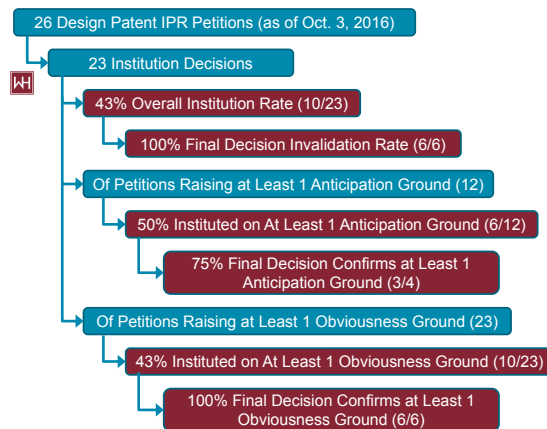 26 Design Patent IPR Petitions (as of Oct. 3, 2016)
23 Institution Decisions
WH
43% Overall Institution Rate (10/23)
100% Final Decision Invalidation Rate (6/6)
Of Petitions Raising at Least 1 Anticipation Ground (12)
50% Instituted on At Least 1 Anticipation Ground (6/12)
75% Final Decision Confirms at Least 1
Anticipation Ground (3/4)
Of Petitions Raising at Least 1 Obviousness Ground (23)
43% Instituted on At Least 1 Obviousness Ground (10/23)
100% Final Decision Confirms at Least 1
Obviousness Ground (6/6)